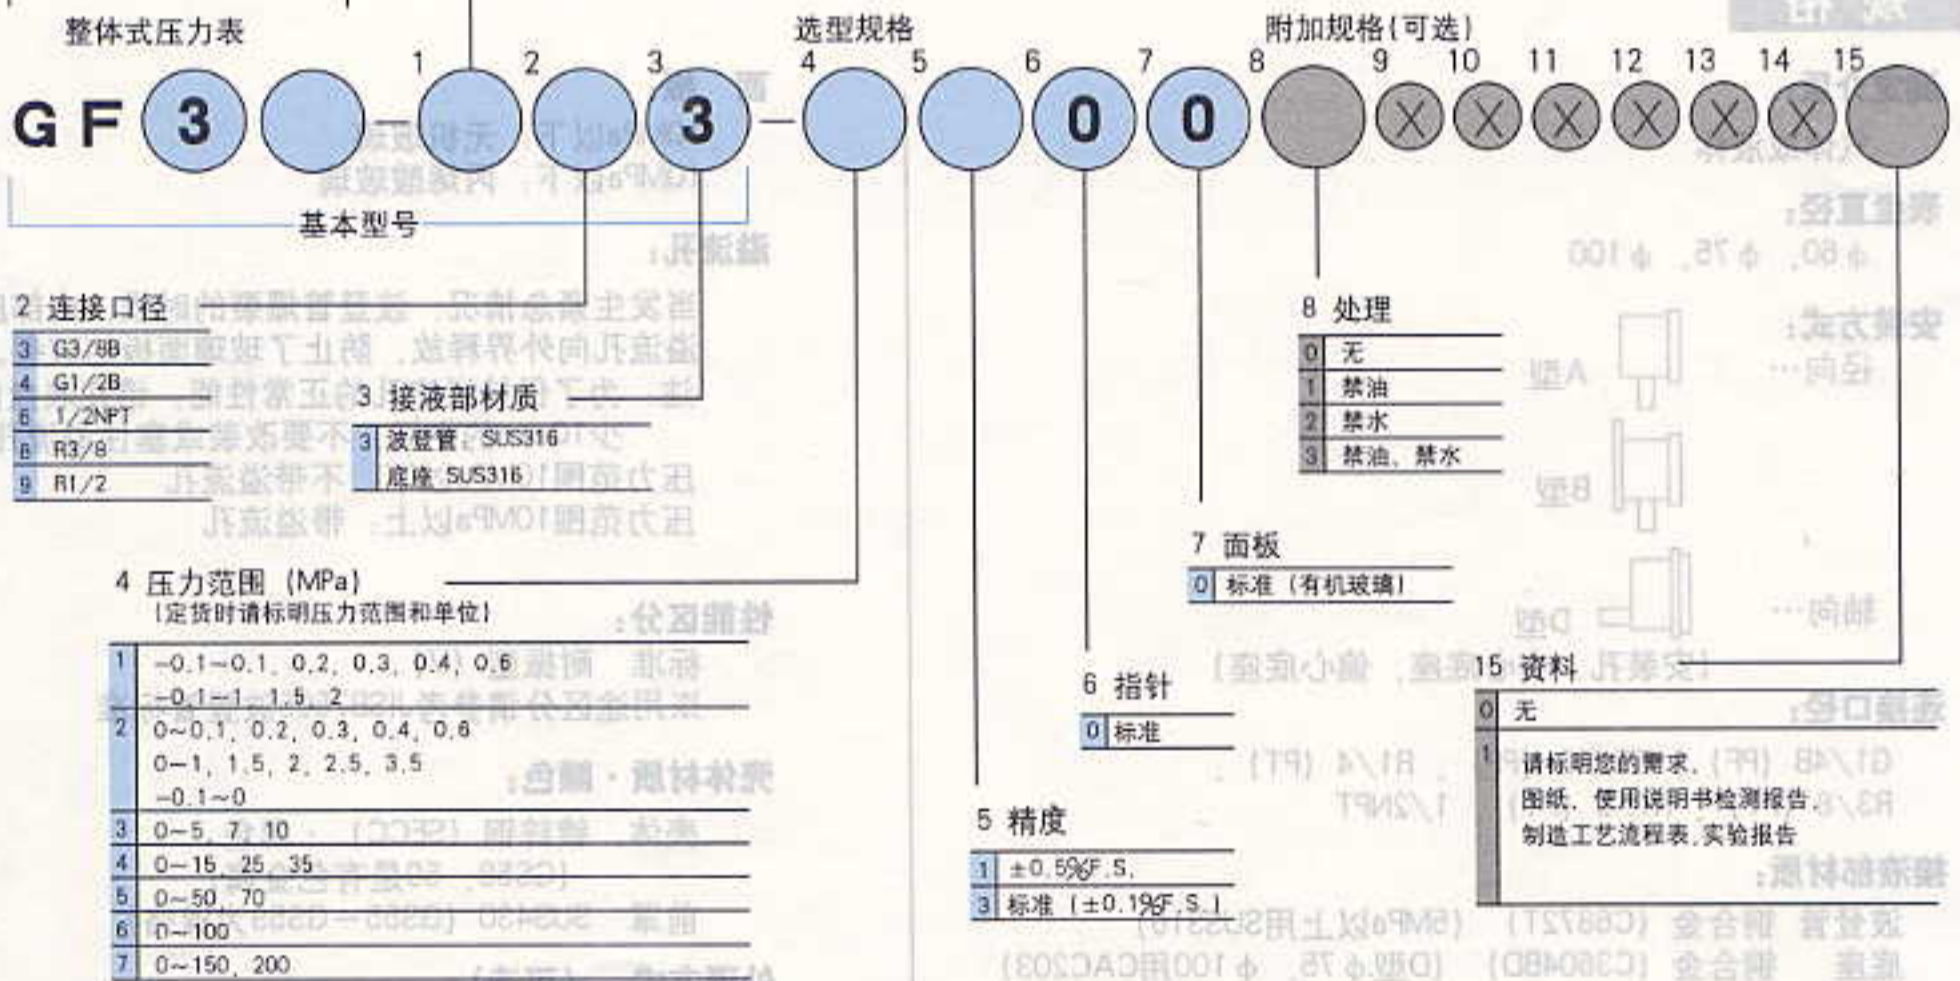 整体式压力表
选型规格
附加规格(可选)
1 2 3 4 5 6 7 8 9 10 11 12 13 14 15
GF 3 - 3 - 0 0 X X X X X X
基本型号
2 连接口径
3 G3/8B
4 G1/2B
6 1/2NPT
8 R3/8
9 R1/2
3 接液部材质
3 波登管: SUS316
底座 SUS316
4 压力范围 (MPa)
(定货时请标明压力范围和单位)
1 -0.1~0.1, 0.2, 0.3, 0.4, 0.6
-0.1~1, 1.5, 2
2 0~0.1, 0.2, 0.3, 0.4, 0.6
0~1, 1.5, 2, 2.5, 3.5
-0.1~0
3 0~5, 7, 10
4 0~15, 25, 35
5 0~50, 70
6 0~100
7 0~150, 200
5 精度
1 ±0.5%F.S.
3 标准 (±0.1%F.S.)
6 指针
0 标准
7 面板
0 标准 (有机玻璃)
8 处理
0 无
1 禁油
2 禁水
3 禁油、禁水
15 资料
0 无
1 请标明您的需求,
图纸、使用说明书检测报告,
制造工艺流程表,实验报告